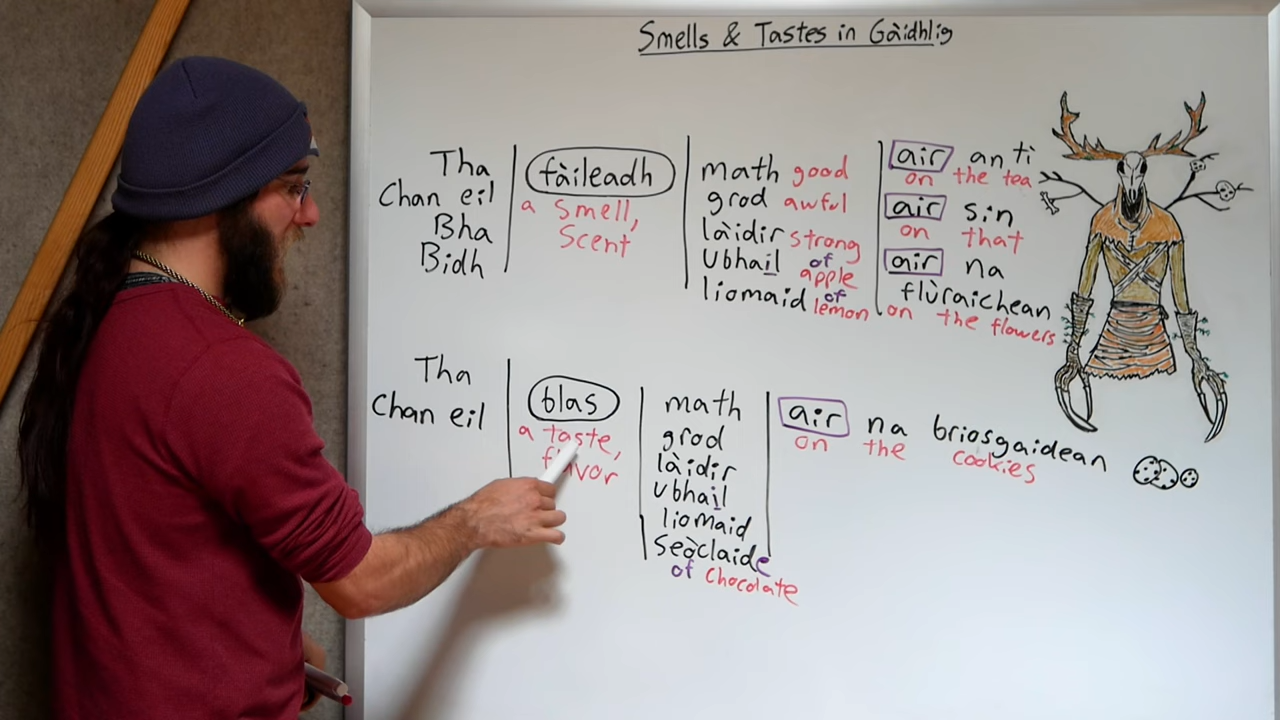 Smells & Tastes in Gàidhlig
Tha
Chan eil
Bha
Bidh
fàileadh
a smell,
scent
math good
grod awful
làidir strong
ubhail of apple
liomaid of lemon
air an tì
on the tea
air sin
on that
air na
flùraichean
on the flowers
Tha
Chan eil
blas
a taste,
flavor
math
grod
làidir
ubhail
liomaid
seòclaide
of chocolate
air na briosgaidean
on the cookies